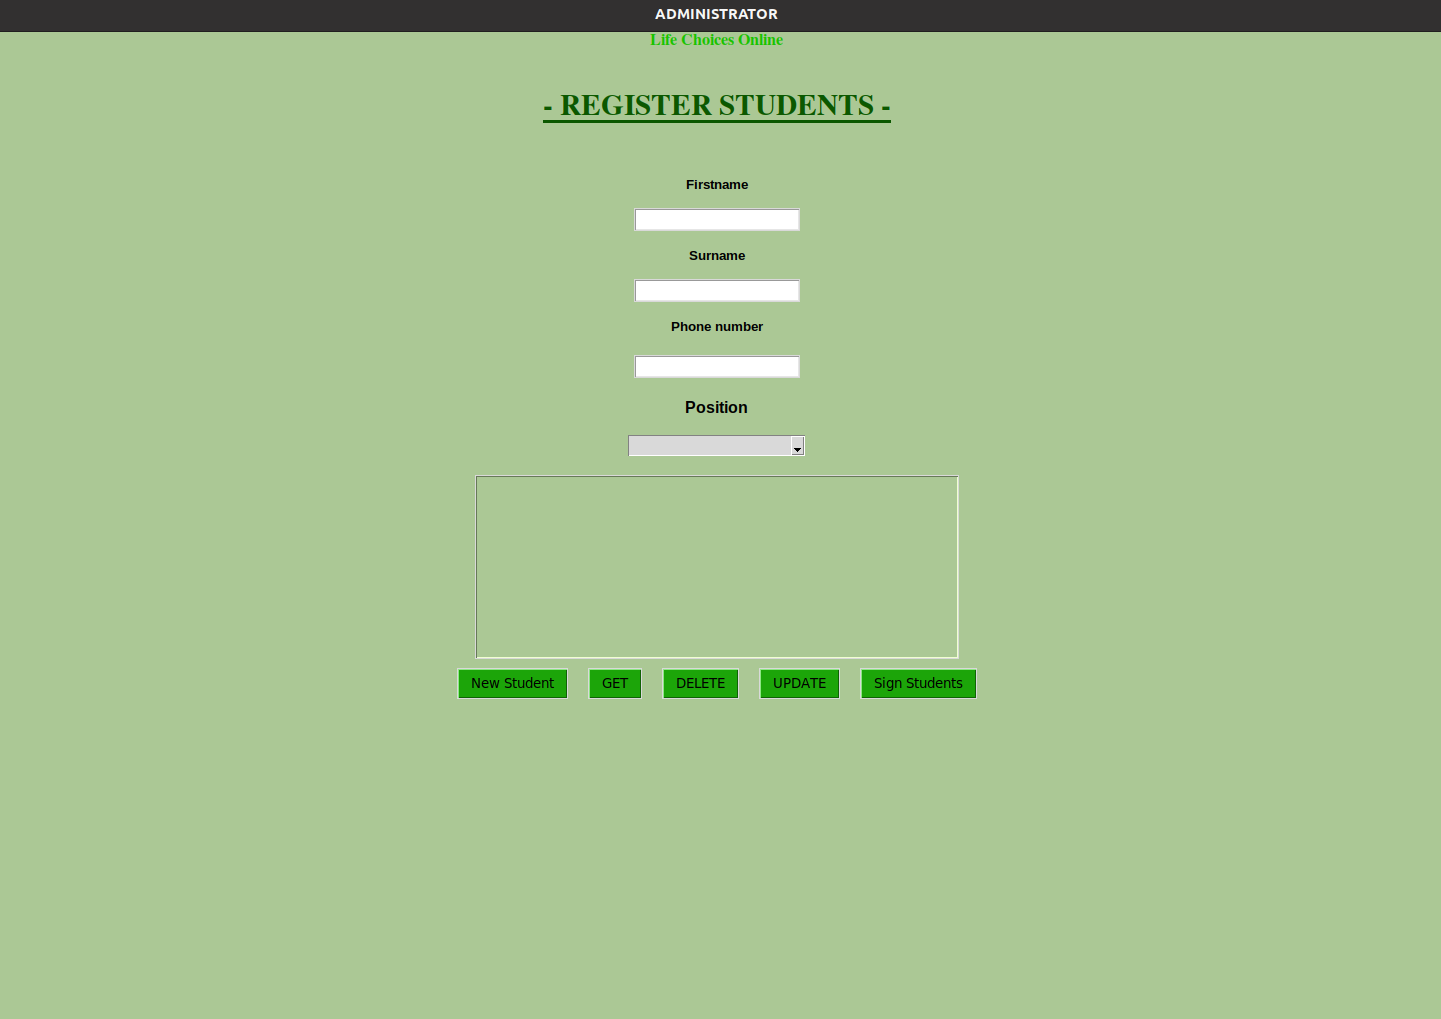 ADMINISTRATOR
Life Choices Online
- REGISTER STUDENTS -
Firstname
Surname
Phone number
Position
New Student GET DELETE UPDATE Sign Students